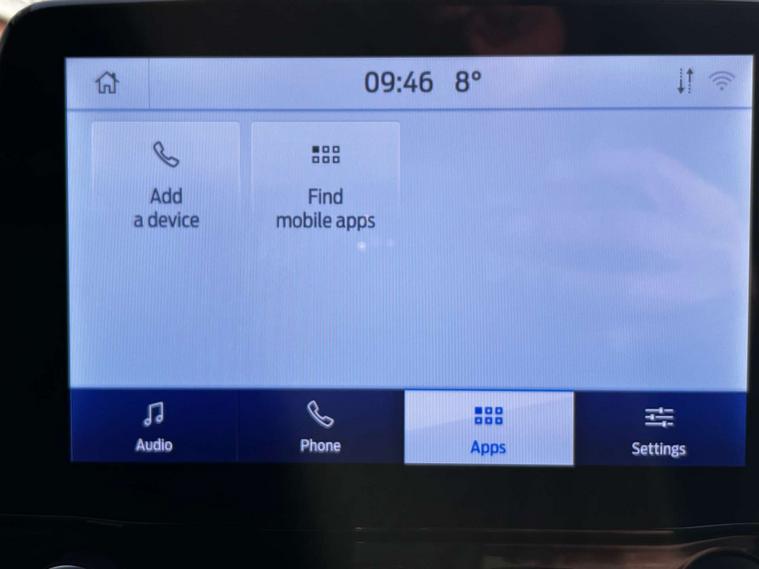 09:46 8°
Add
a device
Find
mobile apps
Audio
Phone
Apps
Settings